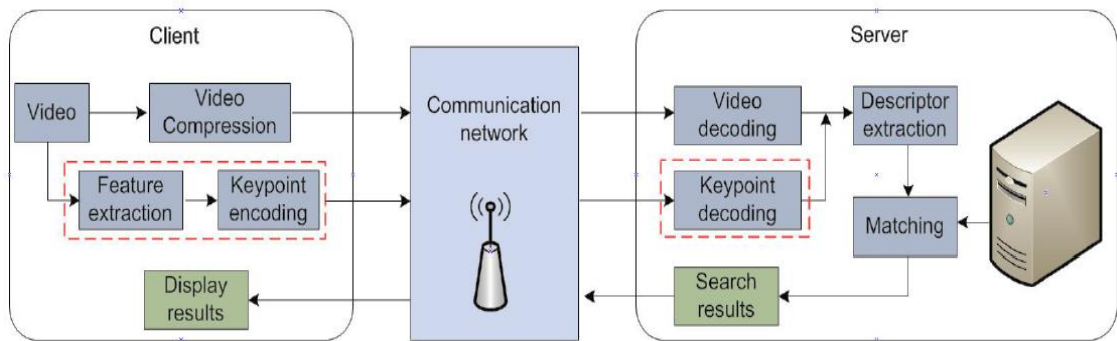 Client
Video
Video
Compression
Feature
extraction
Keypoint
encoding
Display
results
Communication
network
Server
Video
decoding
Descriptor
extraction
Keypoint
decoding
Matching
Search
results